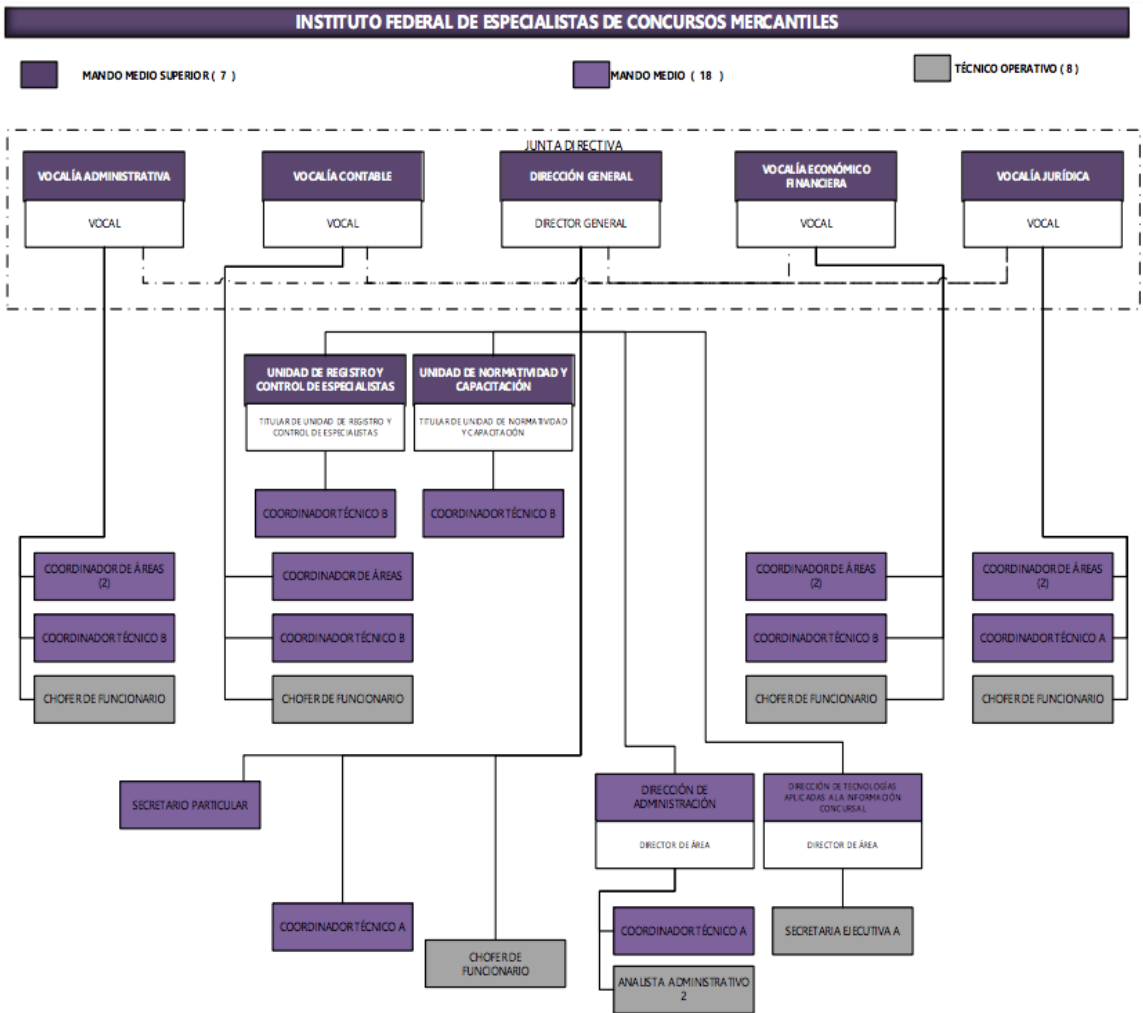 INSTITUTO FEDERAL DE ESPECIALISTAS DE CONCURSOS MERCANTILES
MANDO MEDIO SUPERIOR ( 7 )
MANDO MEDIO ( 18 )
TÉCNICO OPERATIVO ( 8 )
JUNTA DIRECTIVA
VOCALÍA ADMINISTRATIVA
VOCAL
VOCALÍA CONTABLE
VOCAL
DIRECCIÓN GENERAL
DIRECTOR GENERAL
VOCALÍA ECONÓMICO
FINANCIERA
VOCAL
VOCALÍA JURÍDICA
VOCAL
UNIDAD DE REGISTRO Y
CONTROL DE ESPECIALISTAS
TITULAR DE UNIDAD DE REGISTRO Y
CONTROL DE ESPECIALISTAS
UNIDAD DE NORMATIVIDAD Y
CAPACITACIÓN
TITULAR DE UNIDAD DE NORMATIVIDAD
Y CAPACITACIÓN
COORDINADOR TÉCNICO B
COORDINADOR TÉCNICO B
COORDINADOR DE ÁREAS
(2)
COORDINADOR TÉCNICO B
CHOFER DE FUNCIONARIO
COORDINADOR DE ÁREAS
COORDINADOR TÉCNICO B
CHOFER DE FUNCIONARIO
COORDINADOR DE ÁREAS
(2)
COORDINADOR TÉCNICO B
CHOFER DE FUNCIONARIO
COORDINADOR DE ÁREAS
(2)
COORDINADOR TÉCNICO A
CHOFER DE FUNCIONARIO
SECRETARIO PARTICULAR
COORDINADOR TÉCNICO A
CHOFER DE
FUNCIONARIO
DIRECCIÓN DE
ADMINISTRACIÓN
DIRECTOR DE ÁREA
COORDINADOR TÉCNICO A
ANALISTA ADMINISTRATIVO
2
DIRECCIÓN DE TECNOLOGÍAS
APLICADAS A LA INFORMACIÓN
CONCURSAL
DIRECTOR DE ÁREA
SECRETARIA EJECUTIVA A